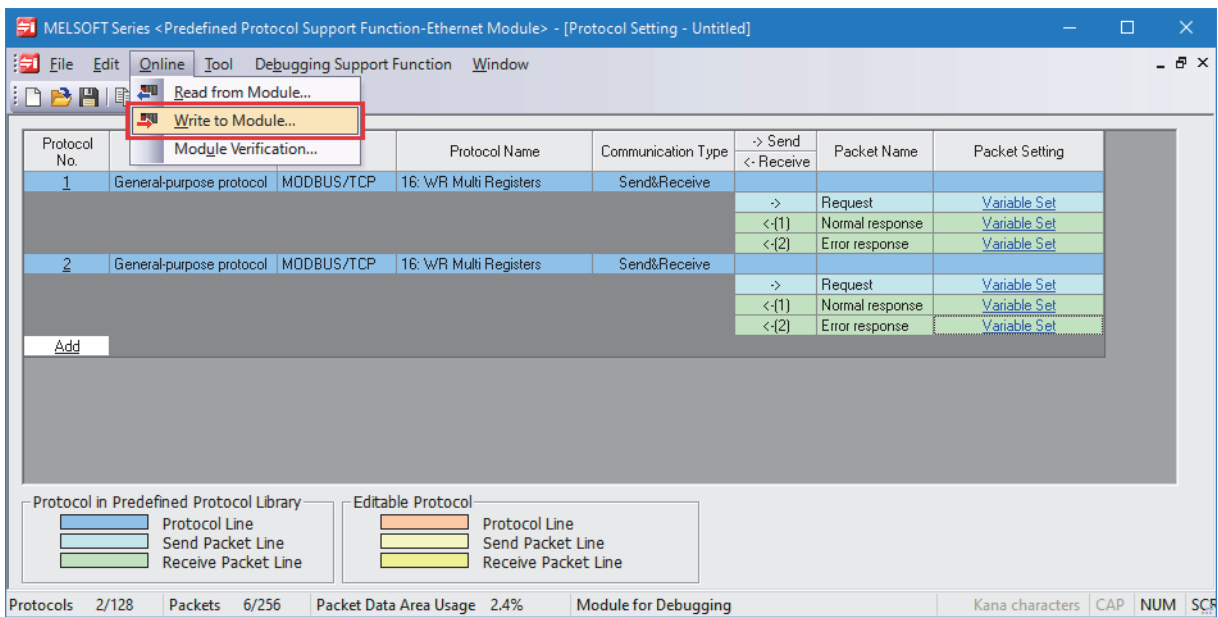 MELSOFT Series <Predefined Protocol Support Function-Ethernet Module> - [Protocol Setting - Untitled]
File Edit Online Tool Debugging Support Function Window
Read from Module...
Write to Module...
Module Verification...
Protocol No. Protocol Name Communication Type -> Send <- Receive Packet Name Packet Setting
1 General-purpose protocol MODBUS/TCP 16: WR Multi Registers Send&Receive
-> Request Variable Set
<-(1) Normal response Variable Set
<-(2) Error response Variable Set
2 General-purpose protocol MODBUS/TCP 16: WR Multi Registers Send&Receive
-> Request Variable Set
<-(1) Normal response Variable Set
<-(2) Error response Variable Set
Add
Protocol in Predefined Protocol Library Editable Protocol
Protocol Line Protocol Line
Send Packet Line Send Packet Line
Receive Packet Line Receive Packet Line
Protocols 2/128 Packets 6/256 Packet Data Area Usage 2.4% Module for Debugging Kana characters CAP NUM